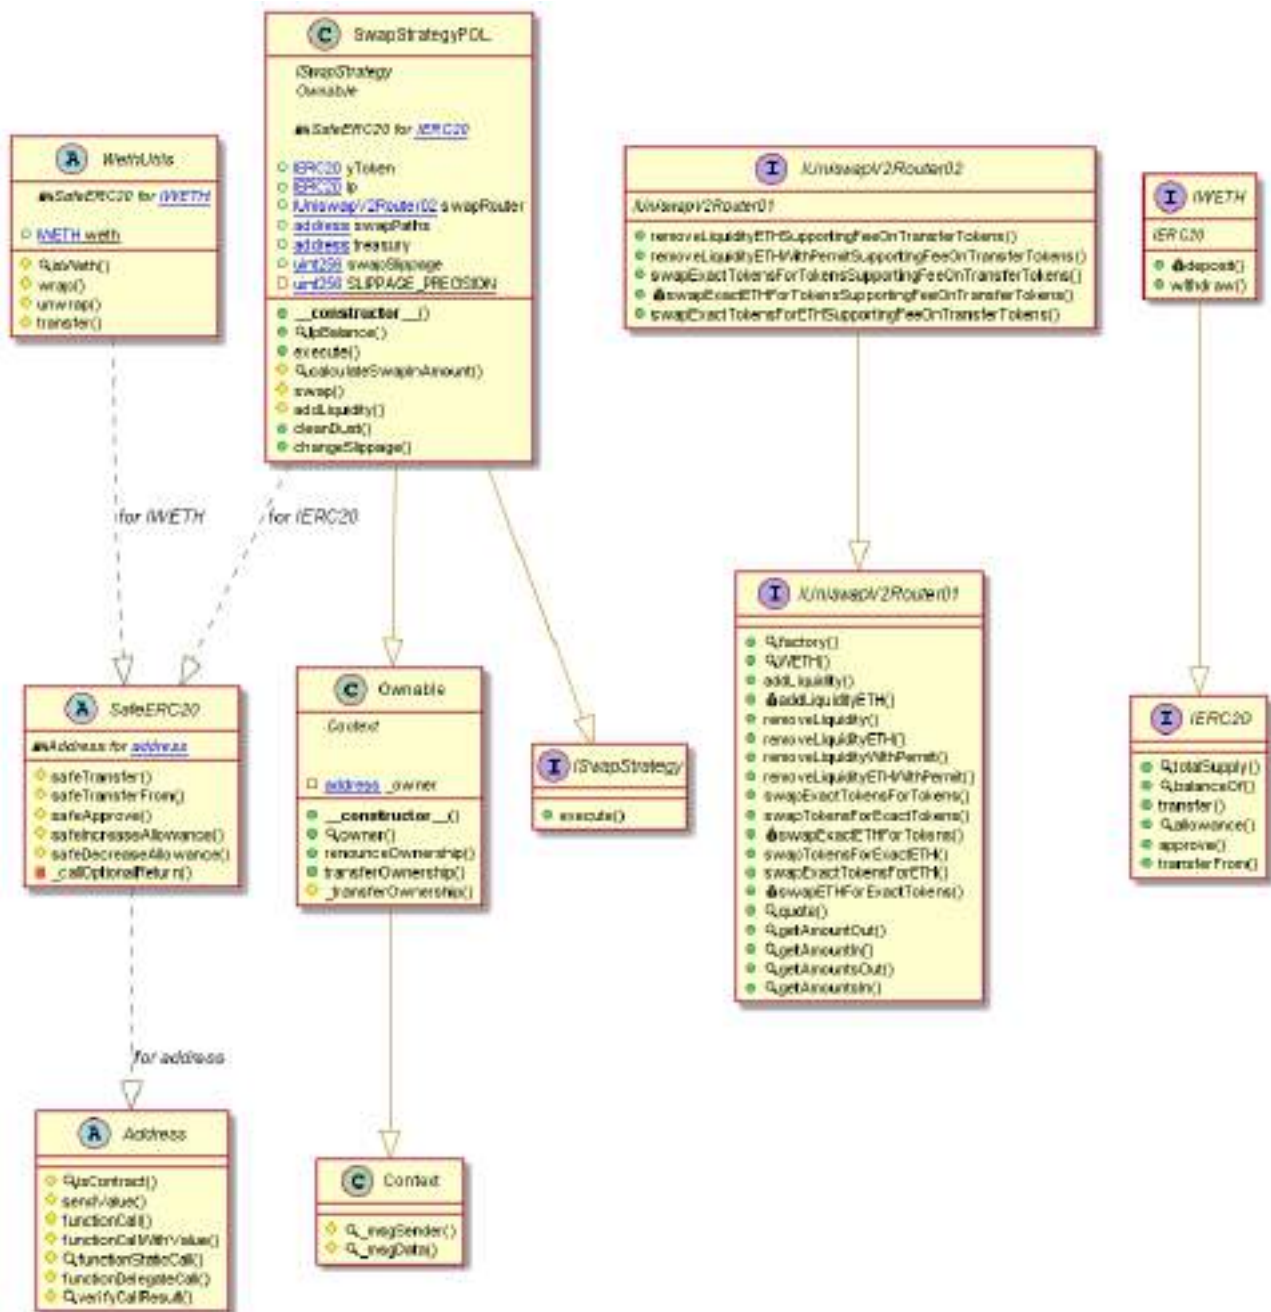 C SwapStrategyPOL
ISwapStrategy
Ownable
SafeERC20 for IERC20
IERC20 yToken
IERC20 lp
IUniswapV2Router02 swapRouter
address swapPaths
address treasury
uint256 swapSlippage
uint256 SLIPPAGE_PRECISION
__constructor__()
lpBalance()
execute()
calculateSwapInAmount()
swap()
addLiquidity()
cleanDust()
changeSlippage()
A WethUtils
SafeERC20 for IWETH
IWETH weth
isWeth()
wrap()
unwrap()
transfer()
I IUniswapV2Router02
IUniswapV2Router01
removeLiquidityETHSupportingFeeOnTransferTokens()
removeLiquidityETHWithPermitSupportingFeeOnTransferTokens()
swapExactTokensForTokensSupportingFeeOnTransferTokens()
swapExactETHForTokensSupportingFeeOnTransferTokens()
swapExactTokensForETHSupportingFeeOnTransferTokens()
I IWETH
IERC20
deposit()
withdraw()
for IWETH
for IERC20
A SafeERC20
Address for address
safeTransfer()
safeTransferFrom()
safeApprove()
safeIncreaseAllowance()
safeDecreaseAllowance()
_callOptionalReturn()
C Ownable
Context
address _owner
__constructor__()
owner()
renounceOwnership()
transferOwnership()
_transferOwnership()
I ISwapStrategy
execute()
I IUniswapV2Router01
factory()
WETH()
addLiquidity()
addLiquidityETH()
removeLiquidity()
removeLiquidityETH()
removeLiquidityWithPermit()
removeLiquidityETHWithPermit()
swapExactTokensForTokens()
swapTokensForExactTokens()
swapExactETHForTokens()
swapTokensForExactETH()
swapExactTokensForETH()
swapETHForExactTokens()
quote()
getAmountOut()
getAmountIn()
getAmountsOut()
getAmountsIn()
I IERC20
totalSupply()
balanceOf()
transfer()
allowance()
approve()
transferFrom()
for address
A Address
isContract()
sendValue()
functionCall()
functionCallWithValue()
functionStaticCall()
functionDelegateCall()
verifyCallResult()
C Context
_msgSender()
_msgData()